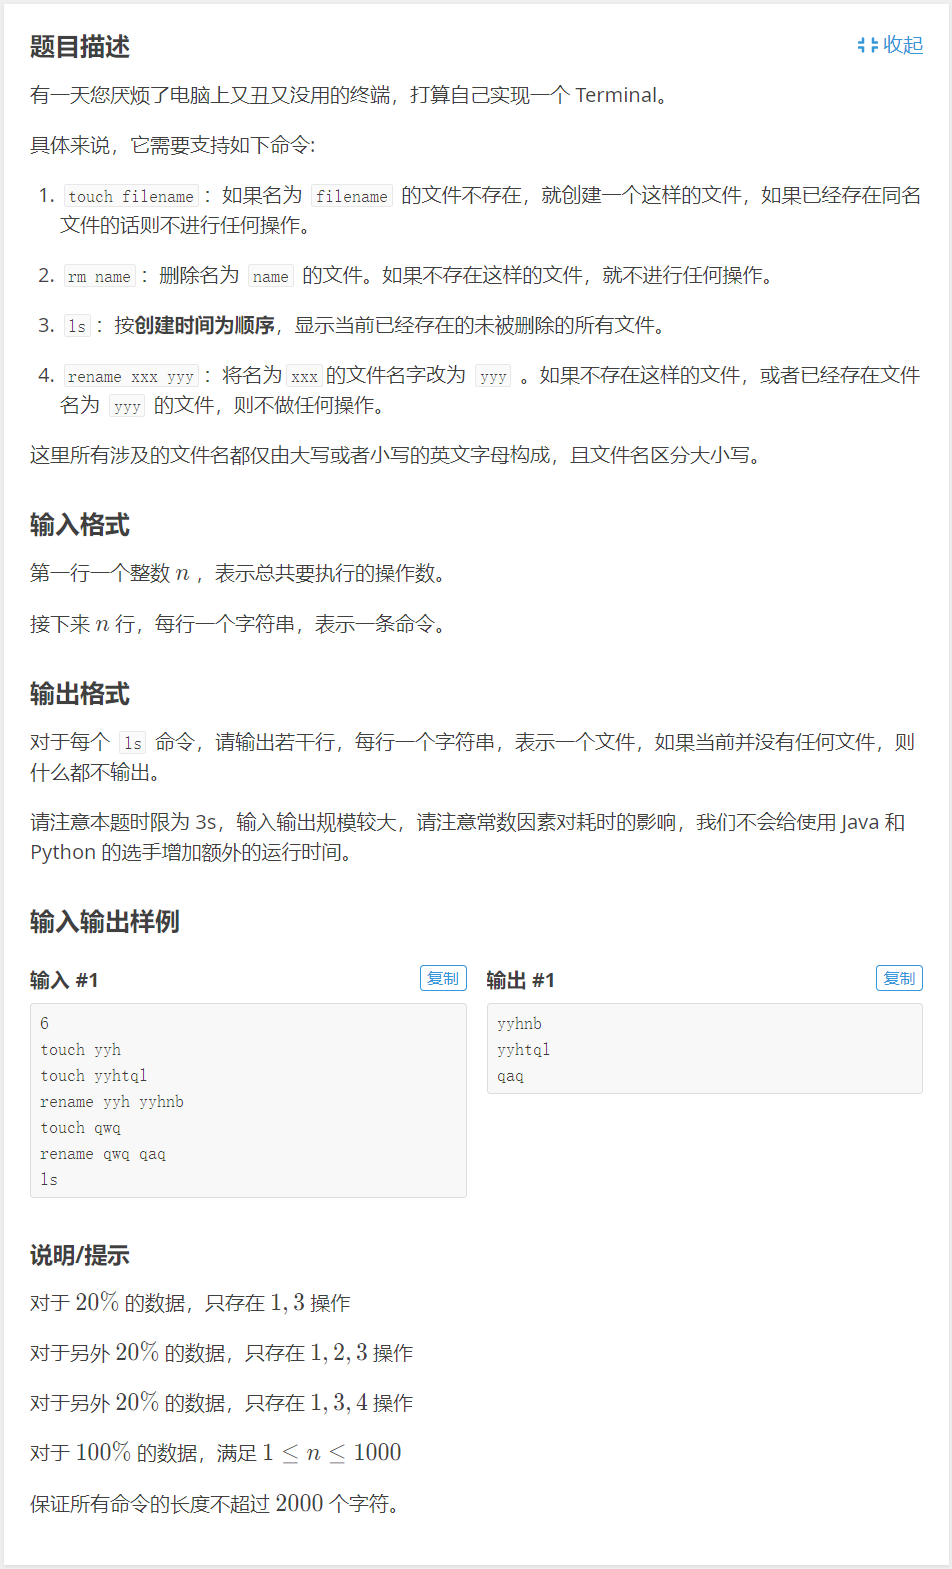 题目描述
收起
有一天您厌烦了电脑上又丑又没用的终端，打算自己实现一个 Terminal。
具体来说，它需要支持如下命令:
1. touch filename：如果名为 filename 的文件不存在，就创建一个这样的文件，如果已经存在同名
文件的话则不进行任何操作。
2. rm name：删除名为 name 的文件。如果不存在这样的文件，就不进行任何操作。
3. ls：按创建时间为顺序，显示当前已经存在的未被删除的所有文件。
4. rename xxx yyy：将名为 xxx 的文件名字改为 yyy 。如果不存在这样的文件，或者已经存在文件
名为 yyy 的文件，则不做任何操作。
这里所有涉及的文件名都仅由大写或者小写的英文字母构成，且文件名区分大小写。
输入格式
第一行一个整数 n ，表示总共要执行的操作数。
接下来 n 行，每行一个字符串，表示一条命令。
输出格式
对于每个 ls 命令，请输出若干行，每行一个字符串，表示一个文件，如果当前并没有任何文件，则
什么都不输出。
请注意本题时限为 3s，输入输出规模较大，请注意常数因素对耗时的影响，我们不会给使用 Java 和
Python 的选手增加额外的运行时间。
输入输出样例
输入 #1
复制
6
touch yyh
touch yyhtql
rename yyh yyhnb
touch qwq
rename qwq qaq
ls
输出 #1
复制
yyhnb
yyhtql
qaq
说明/提示
对于 20% 的数据，只存在 1, 3 操作
对于另外 20% 的数据，只存在 1, 2, 3 操作
对于另外 20% 的数据，只存在 1, 3, 4 操作
对于 100% 的数据，满足 1 ≤ n ≤ 1000
保证所有命令的长度不超过 2000 个字符。